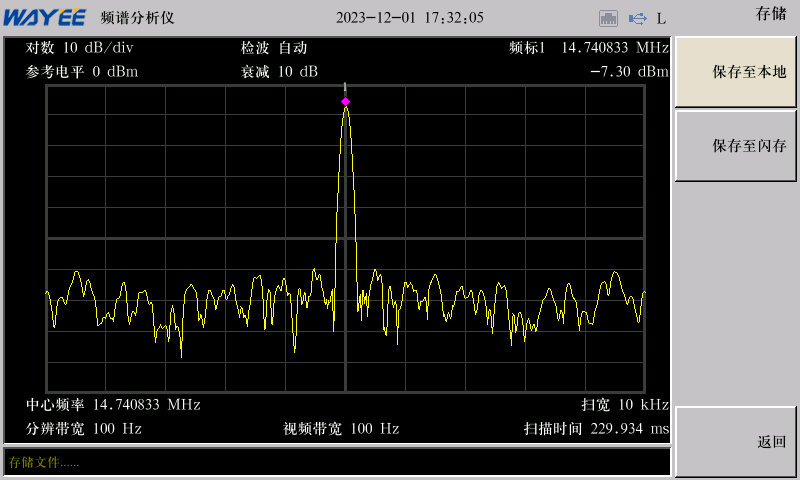 WAYEE 频谱分析仪 2023-12-01 17:32:05 L 存储
对数 10 dB/div 检波 自动 频标1 14.740833 MHz
参考电平 0 dBm 衰减 10 dB -7.30 dBm
保存至本地
保存至闪存
中心频率 14.740833 MHz 扫宽 10 kHz
分辨带宽 100 Hz 视频带宽 100 Hz 扫描时间 229.934 ms
返回
存储文件......